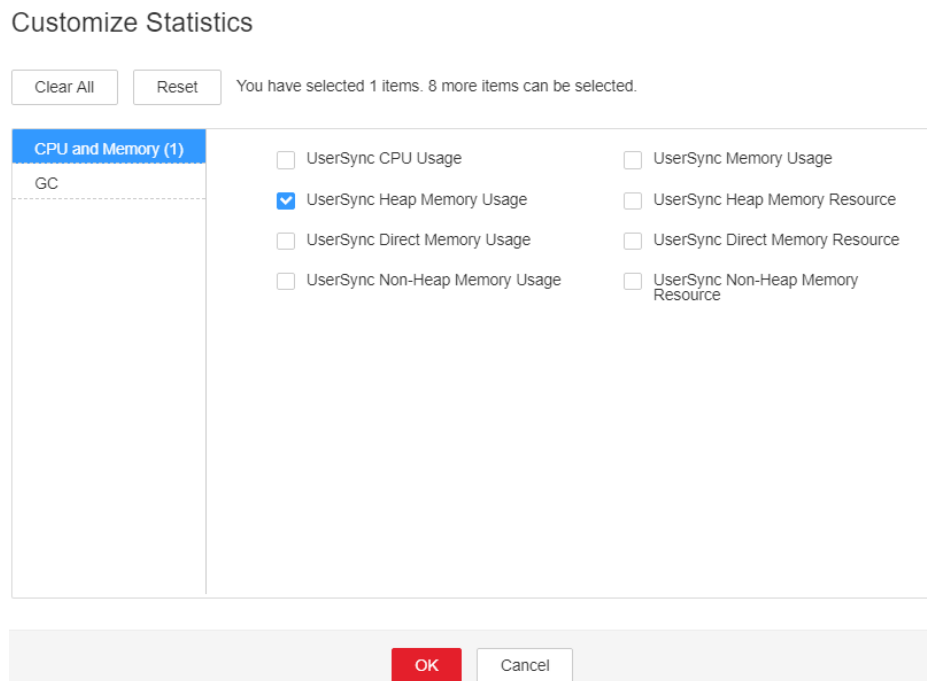 Customize Statistics
Clear All
Reset
You have selected 1 items. 8 more items can be selected.
CPU and Memory (1)
GC
UserSync CPU Usage
UserSync Memory Usage
UserSync Heap Memory Usage
UserSync Heap Memory Resource
UserSync Direct Memory Usage
UserSync Direct Memory Resource
UserSync Non-Heap Memory Usage
UserSync Non-Heap Memory
Resource
OK
Cancel